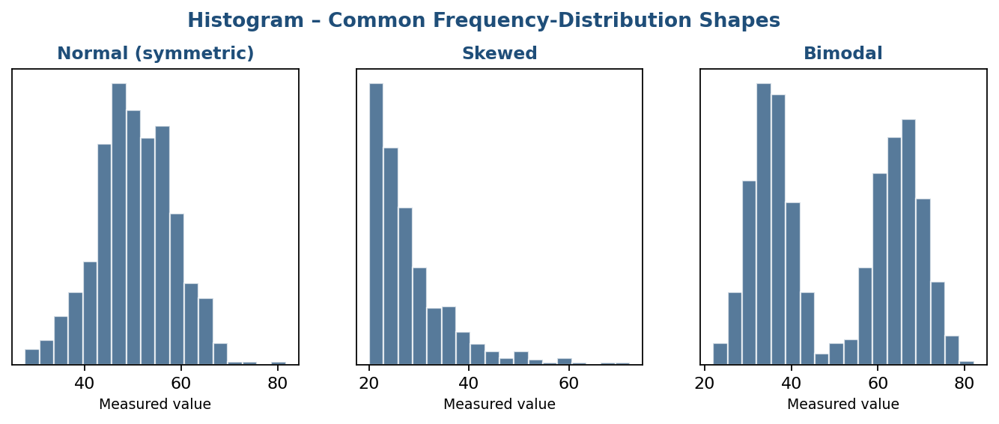 Histogram – Common Frequency-Distribution Shapes
Normal (symmetric)
40 60 80
Measured value
Skewed
20 40 60
Measured value
Bimodal
20 40 60 80
Measured value